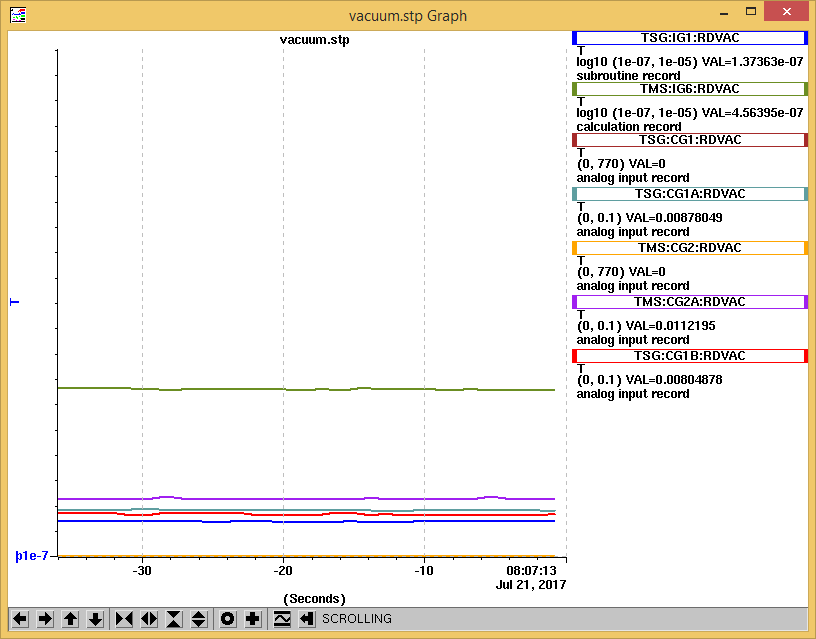 vacuum.stp Graph
vacuum.stp
T
1e-7
-30
-20
-10
08:07:13
Jul 21, 2017
(Seconds)
TSG:IG1:RDVAC
T
log10 (1e-07, 1e-05) VAL=1.37363e-07
subroutine record
TMS:IG6:RDVAC
T
log10 (1e-07, 1e-05) VAL=4.56395e-07
calculation record
TSG:CG1:RDVAC
T
(0, 770) VAL=0
analog input record
TSG:CG1A:RDVAC
T
(0, 0.1) VAL=0.00878049
analog input record
TMS:CG2:RDVAC
T
(0, 770) VAL=0
analog input record
TMS:CG2A:RDVAC
T
(0, 0.1) VAL=0.0112195
analog input record
TSG:CG1B:RDVAC
T
(0, 0.1) VAL=0.00804878
analog input record
SCROLLING